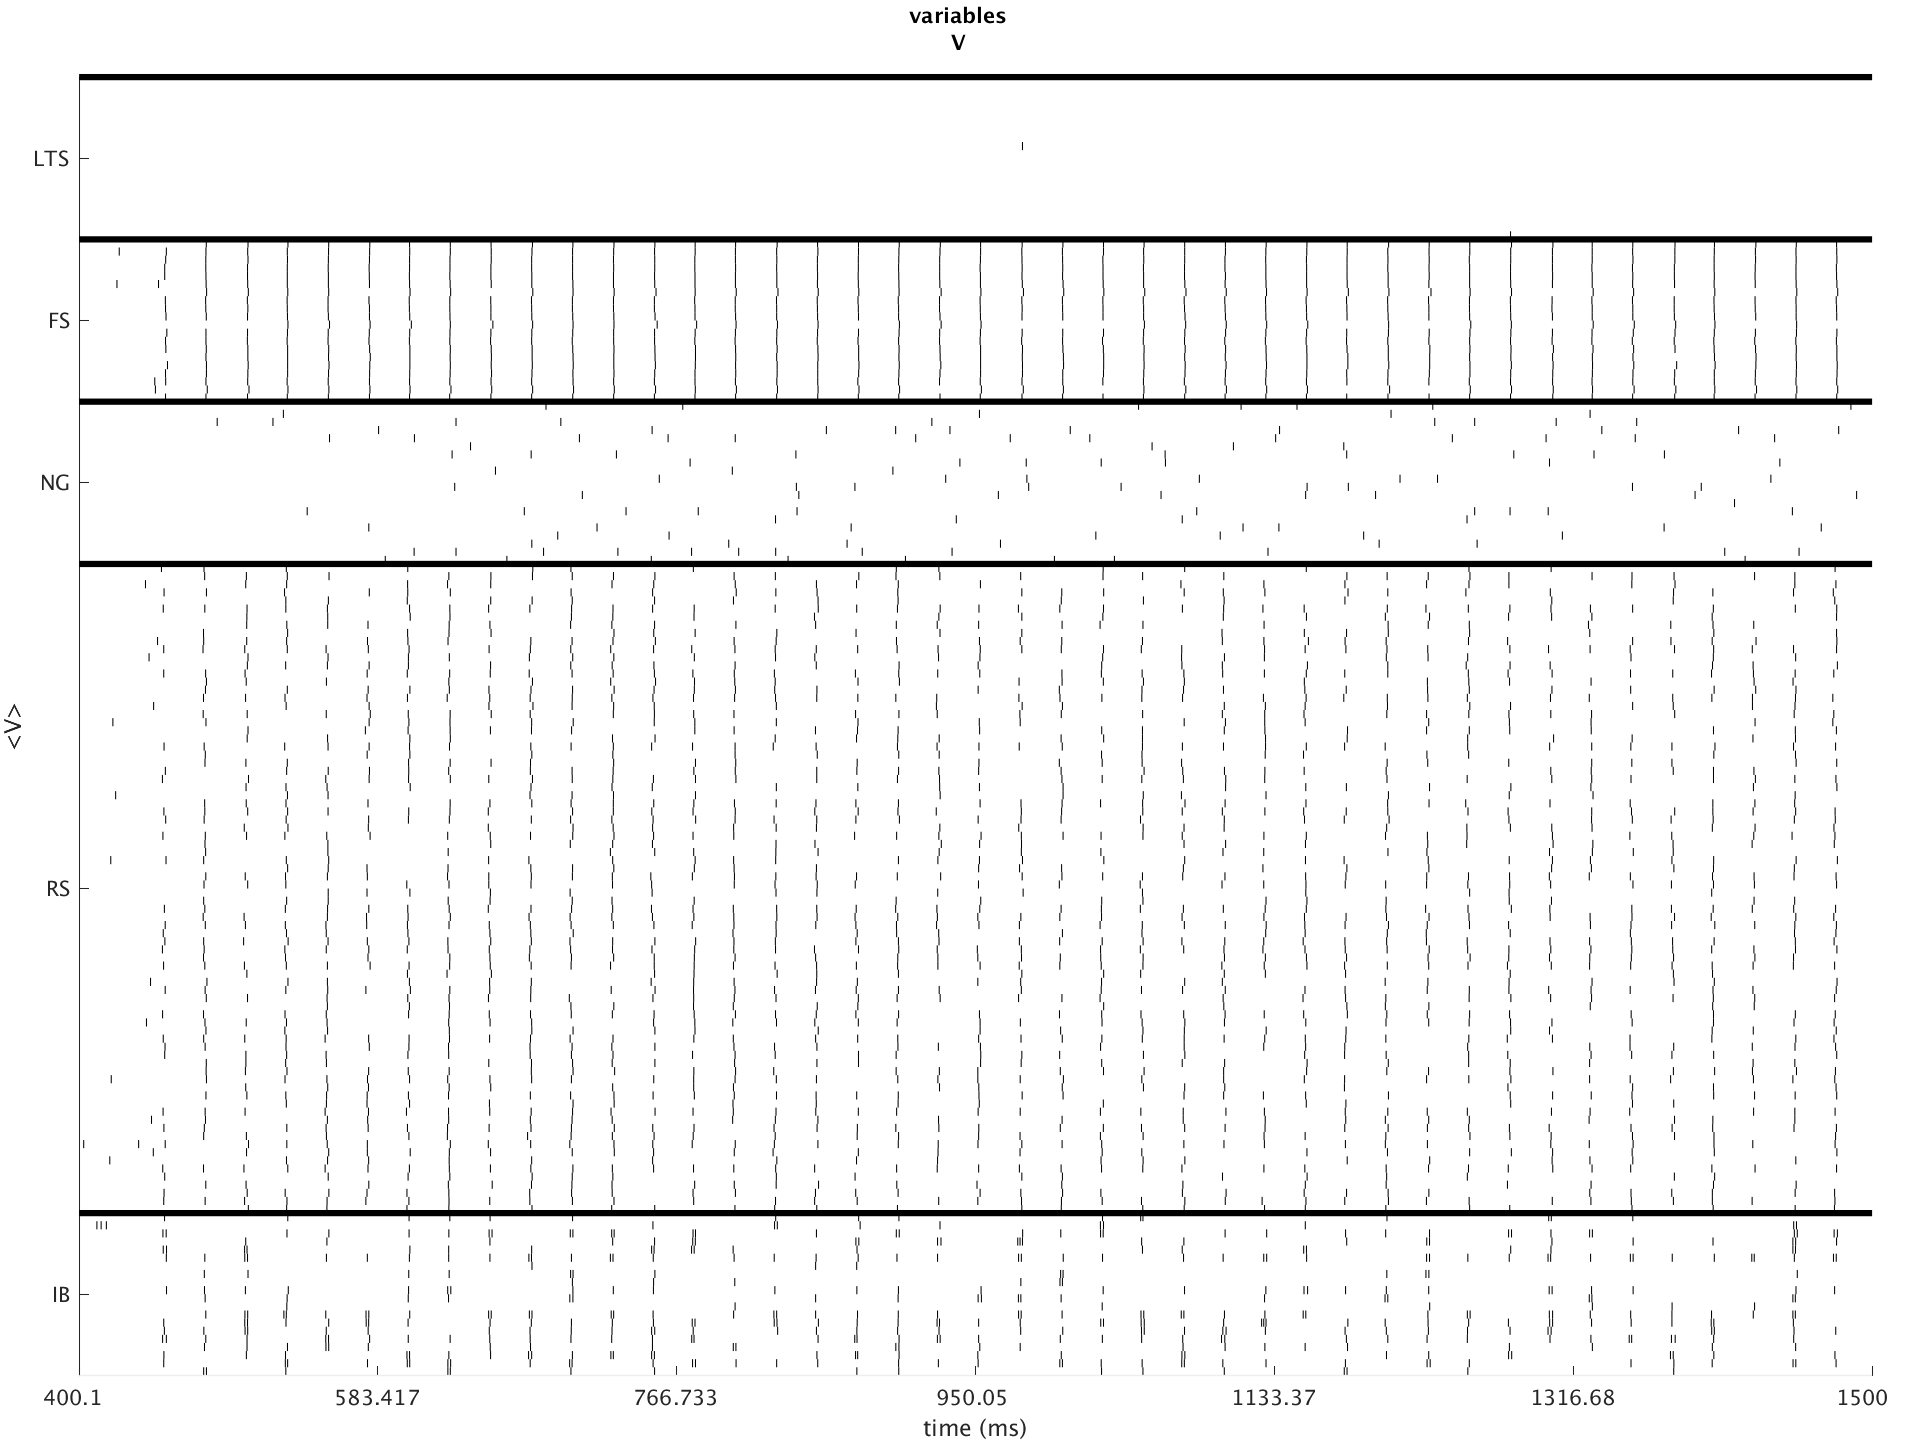 variables
V
LTS
FS
NG
<V>
RS
IB
400.1 583.417 766.733 950.05 1133.37 1316.68 1500
time (ms)